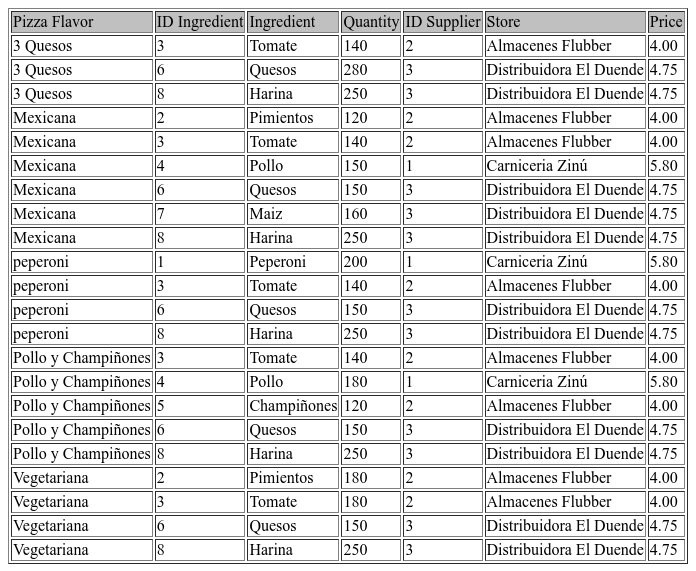 Pizza Flavor ID Ingredient Ingredient Quantity ID Supplier Store Price
3 Quesos 3 Tomate 140 2 Almacenes Flubber 4.00
3 Quesos 6 Quesos 280 3 Distribuidora El Duende 4.75
3 Quesos 8 Harina 250 3 Distribuidora El Duende 4.75
Mexicana 2 Pimientos 120 2 Almacenes Flubber 4.00
Mexicana 3 Tomate 140 2 Almacenes Flubber 4.00
Mexicana 4 Pollo 150 1 Carniceria Zinú 5.80
Mexicana 6 Quesos 150 3 Distribuidora El Duende 4.75
Mexicana 7 Maiz 160 3 Distribuidora El Duende 4.75
Mexicana 8 Harina 250 3 Distribuidora El Duende 4.75
peperoni 1 Peperoni 200 1 Carniceria Zinú 5.80
peperoni 3 Tomate 140 2 Almacenes Flubber 4.00
peperoni 6 Quesos 150 3 Distribuidora El Duende 4.75
peperoni 8 Harina 250 3 Distribuidora El Duende 4.75
Pollo y Champiñones 3 Tomate 140 2 Almacenes Flubber 4.00
Pollo y Champiñones 4 Pollo 180 1 Carniceria Zinú 5.80
Pollo y Champiñones 5 Champiñones 120 2 Almacenes Flubber 4.00
Pollo y Champiñones 6 Quesos 150 3 Distribuidora El Duende 4.75
Pollo y Champiñones 8 Harina 250 3 Distribuidora El Duende 4.75
Vegetariana 2 Pimientos 180 2 Almacenes Flubber 4.00
Vegetariana 3 Tomate 180 2 Almacenes Flubber 4.00
Vegetariana 6 Quesos 150 3 Distribuidora El Duende 4.75
Vegetariana 8 Harina 250 3 Distribuidora El Duende 4.75